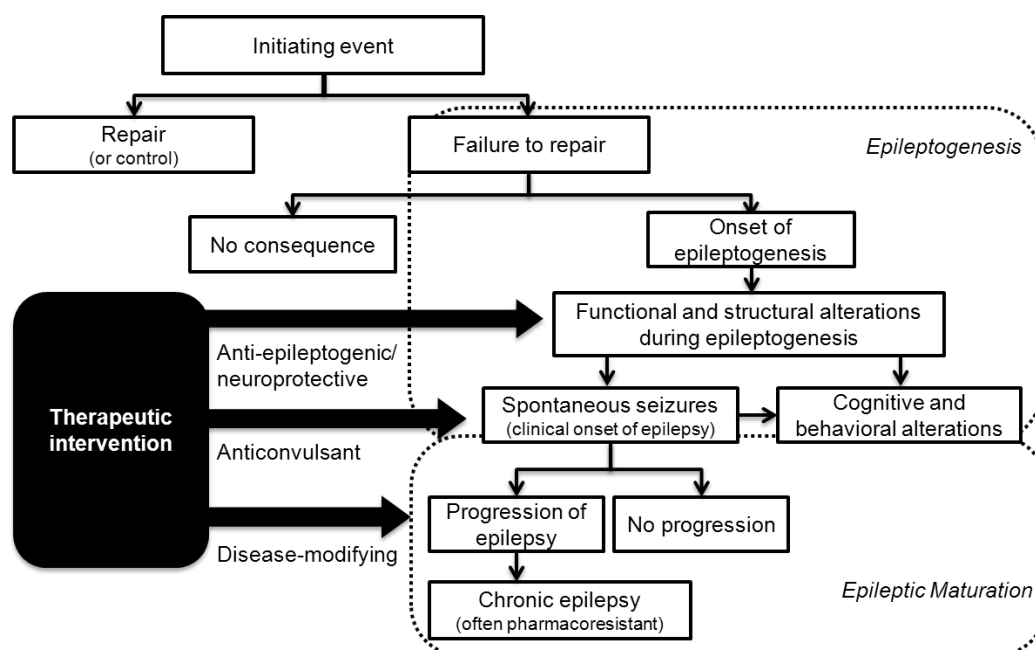 Initiating event
Repair
(or control)
Failure to repair
Epileptogenesis
No consequence
Onset of
epileptogenesis
Functional and structural alterations
during epileptogenesis
Anti-epileptogenic/
neuroprotective
Therapeutic
intervention
Spontaneous seizures
(clinical onset of epilepsy)
Cognitive and
behavioral alterations
Anticonvulsant
Progression of
epilepsy
No progression
Disease-modifying
Chronic epilepsy
(often pharmacoresistant)
Epileptic Maturation